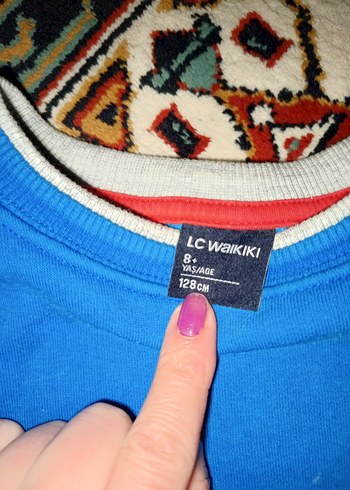 LC WAIKIKI
8+
YAŞ/AGE
128CM